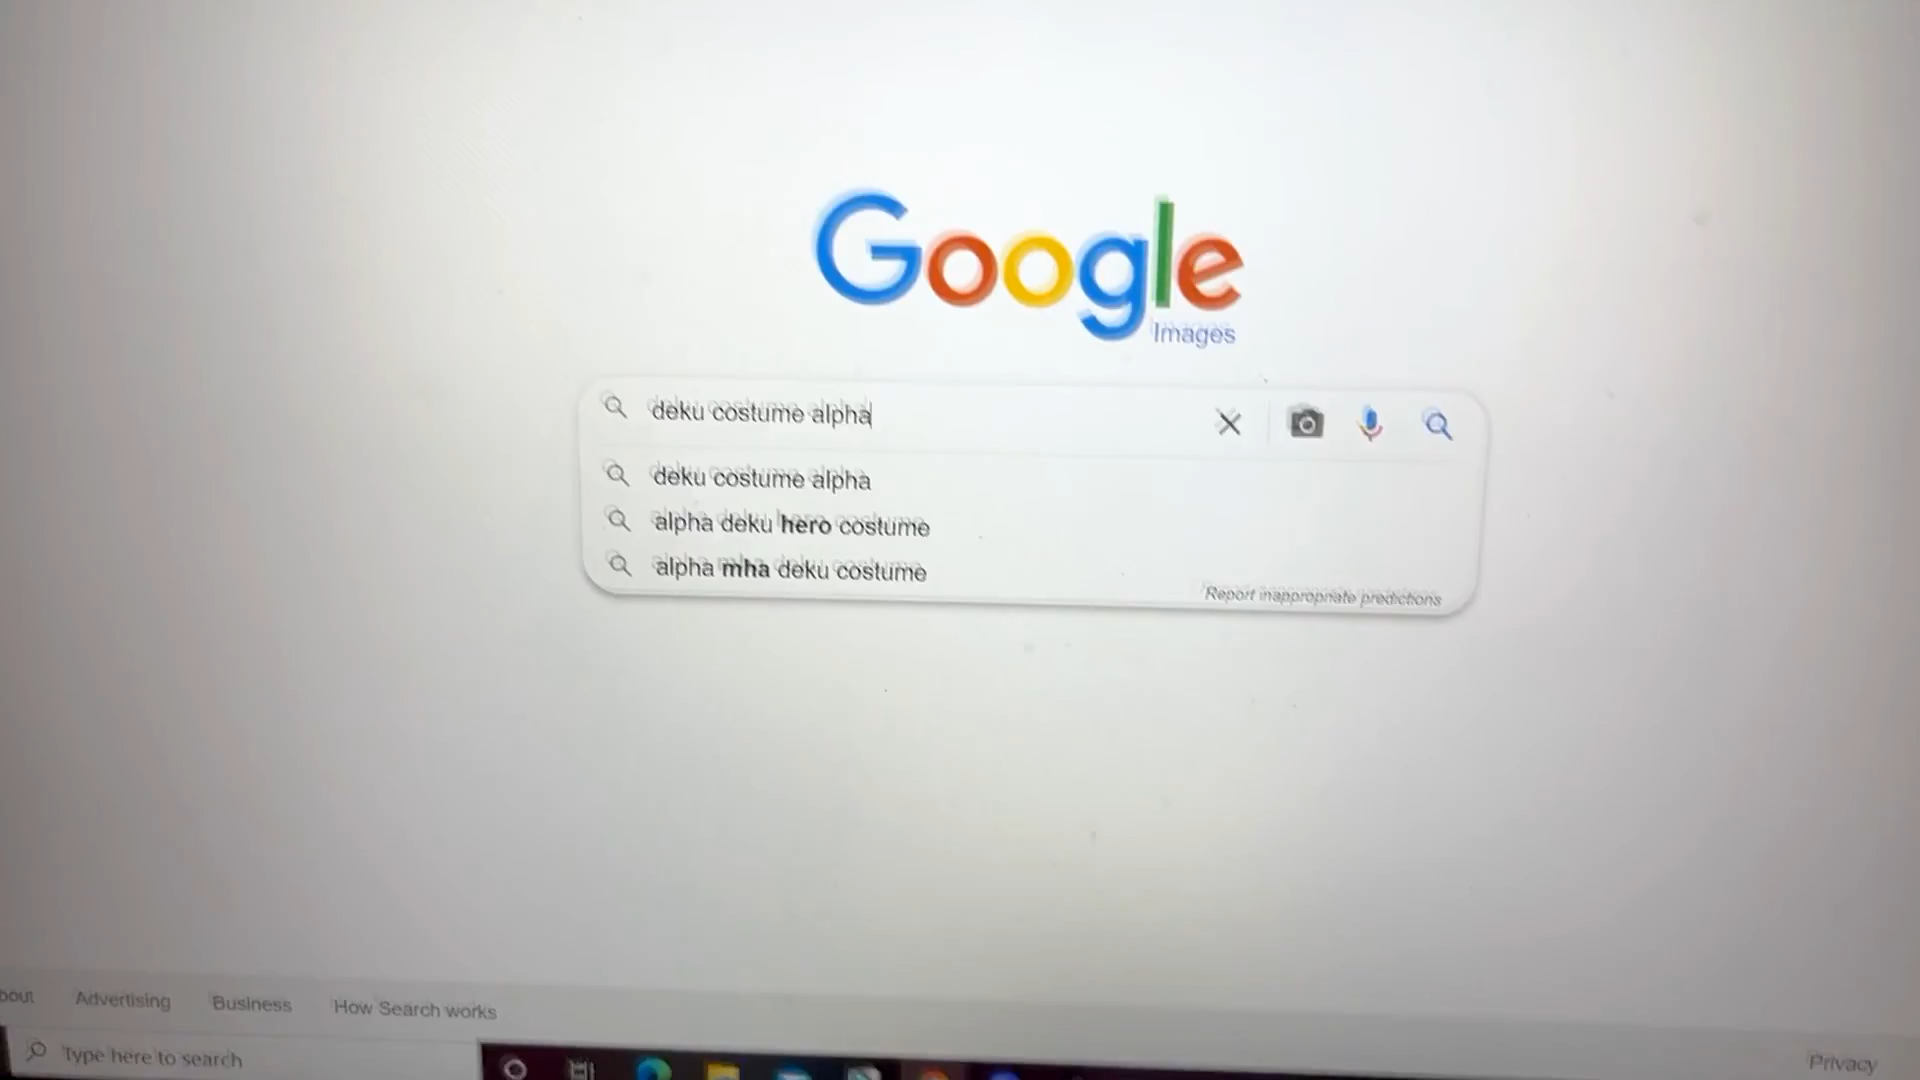 Google
Images
deku costume alpha
deku costume alpha
alpha deku hero costume
alpha mha deku costume
Report inappropriate predictions
bout Advertising Business How Search works
Privacy
Type here to search